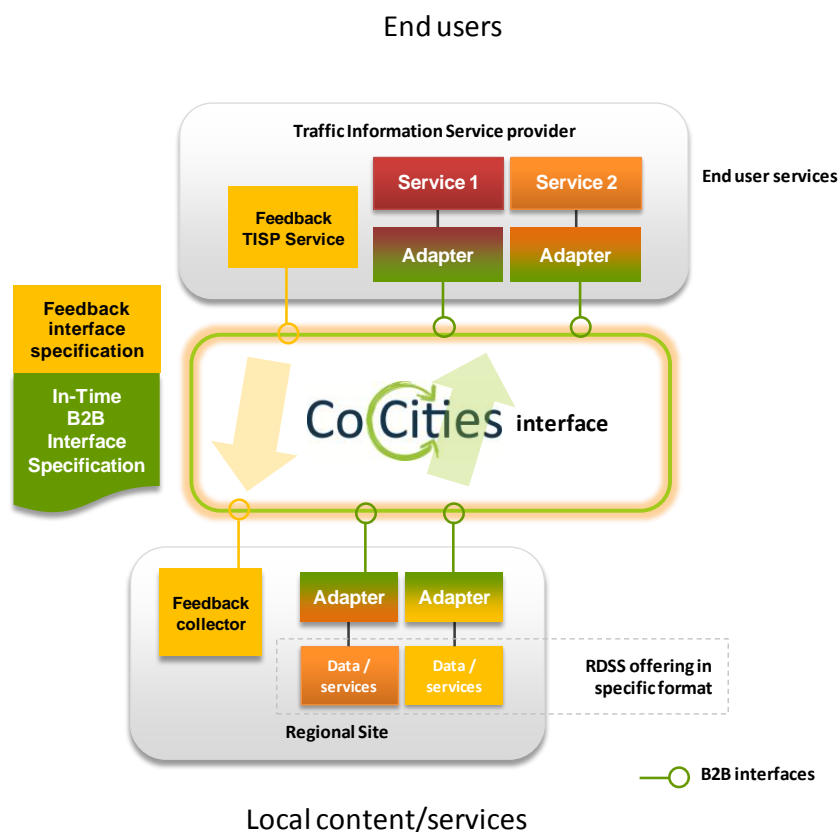 End users
Traffic Information Service provider
Service 1
Service 2
End user services
Feedback
TISP Service
Adapter
Adapter
Feedback
interface
specification
In-Time
B2B
Interface
Specification
CoCities interface
Feedback
collector
Adapter
Adapter
Data /
services
Data /
services
RDSS offering in
specific format
Regional Site
B2B interfaces
Local content/services